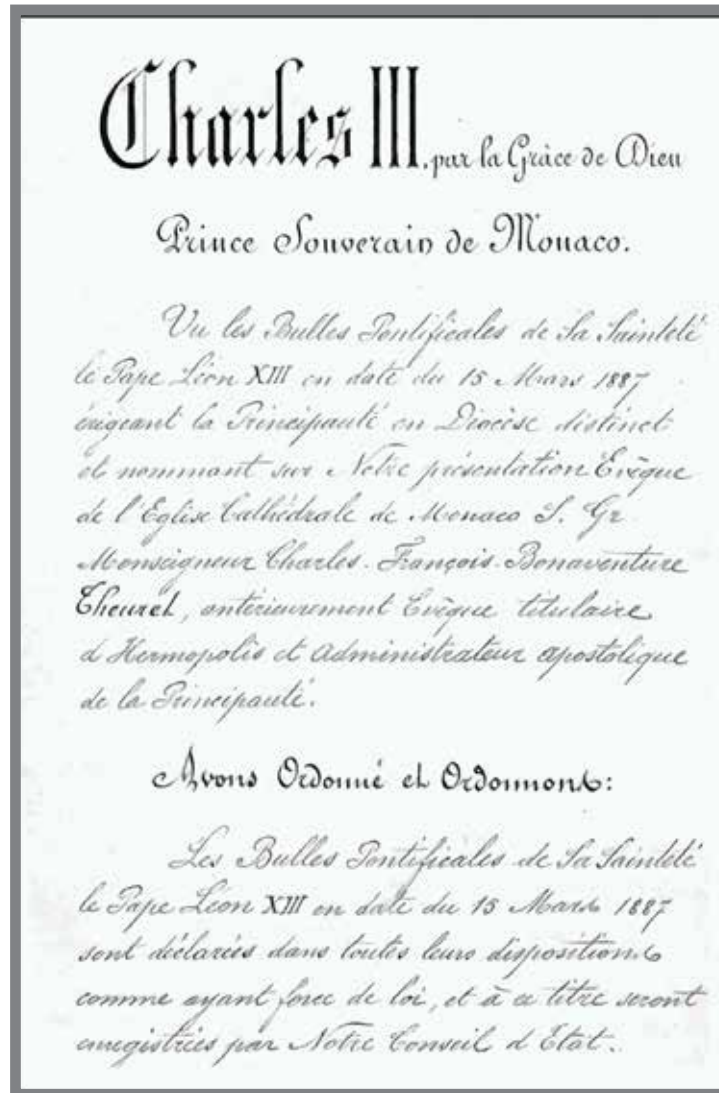 Charles III, par la Grâce de Dieu
Prince Souverain de Monaco.
Vu les Bulles Pontificales de Sa Sainteté
le Pape Léon XIII en date du 15 Mars 1887
érigeant la Principauté en Diocèse distinct
et nommant sur Notre présentation Evêque
de l'Eglise Cathédrale de Monaco S. Gr.
Monseigneur Charles-François-Bonaventure
Theuret, antérieurement Evêque titulaire
d'Hermopolis et Administrateur apostolique
de la Principauté.
Avons Ordonné et Ordonnons:
Les Bulles Pontificales de Sa Sainteté
le Pape Léon XIII en date du 15 Mars 1887
sont déclarées dans toutes leurs dispositions
comme ayant force de loi, et à ce titre seront
enregistrées par Notre Conseil d'Etat.